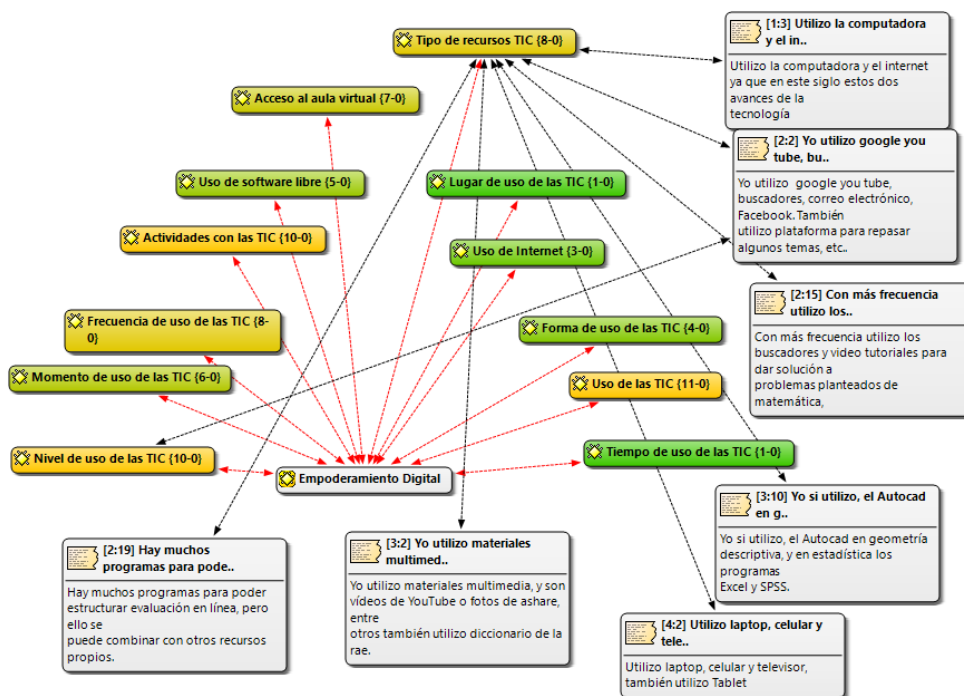 Tipo de recursos TIC {8-0}
[1:3] Utilizo la computadora
y el in..
Utilizo la computadora y el internet
ya que en este siglo estos dos
avances de la
tecnología
Acceso al aula virtual {7-0}
[2:2] Yo utilizo google you
tube, bu..
Yo utilizo google you tube,
buscadores, correo electrónico,
Facebook. También
utilizo plataforma para repasar
algunos temas, etc..
Uso de software libre {5-0}
Lugar de uso de las TIC {1-0}
Actividades con las TIC {10-0}
Uso de Internet {3-0}
[2:15] Con más frecuencia
utilizo los..
Con más frecuencia utilizo los
buscadores y video tutoriales para
dar solución a
problemas planteados de
matemática,
Frecuencia de uso de las TIC {8-
0}
Forma de uso de las TIC {4-0}
Momento de uso de las TIC {6-0}
Uso de las TIC {11-0}
Nivel de uso de las TIC {10-0}
Tiempo de uso de las TIC {1-0}
Empoderamiento Digital
[3:10] Yo si utilizo, el Autocad
en g..
Yo si utilizo, el Autocad en geometría
descriptiva, y en estadística los
programas
Excel y SPSS.
[2:19] Hay muchos
programas para pode..
Hay muchos programas para poder
estructurar evaluación en línea, pero
ello se
puede combinar con otros recursos
propios.
[3:2] Yo utilizo materiales
multimed..
Yo utilizo materiales multimedia, y son
vídeos de YouTube o fotos de ashare,
entre
otros también utilizo diccionario de la
rae.
[4:2] Utilizo laptop, celular y
tele..
Utilizo laptop, celular y televisor,
también utilizo Tablet